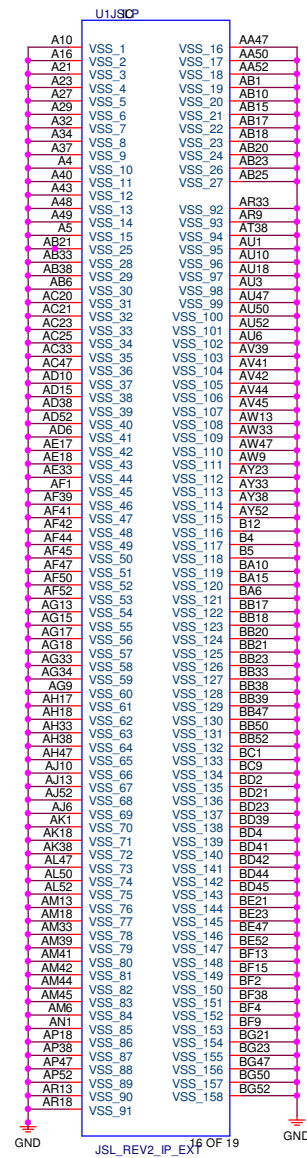 U1JSLP SCP
A10 VSS_1 VSS_16 AA47
A16 VSS_2 VSS_17 AA50
A21 VSS_3 VSS_18 AA52
A23 VSS_4 VSS_19 AB1
A27 VSS_5 VSS_20 AB10
A29 VSS_6 VSS_21 AB15
A32 VSS_7 VSS_22 AB17
A34 VSS_8 VSS_23 AB18
A37 VSS_9 VSS_24 AB20
A4 VSS_10 VSS_26 AB23
A40 VSS_11 VSS_27 AB25
A43 VSS_12
A48 VSS_13 VSS_92 AR33
A49 VSS_14 VSS_93 AR9
A5 VSS_15 VSS_94 AT38
AB21 VSS_25 VSS_95 AU1
AB33 VSS_28 VSS_96 AU10
AB38 VSS_29 VSS_97 AU18
AB6 VSS_30 VSS_98 AU3
AC20 VSS_31 VSS_99 AU47
AC21 VSS_32 VSS_100 AU50
AC23 VSS_33 VSS_101 AU52
AC25 VSS_34 VSS_102 AU6
AC33 VSS_35 VSS_103 AV39
AC47 VSS_36 VSS_104 AV41
AD10 VSS_37 VSS_105 AV42
AD15 VSS_38 VSS_106 AV44
AD38 VSS_39 VSS_107 AV45
AD52 VSS_40 VSS_108 AW13
AD6 VSS_41 VSS_109 AW33
AE17 VSS_42 VSS_110 AW47
AE18 VSS_43 VSS_111 AW9
AE33 VSS_44 VSS_112 AY23
AF1 VSS_45 VSS_113 AY33
AF39 VSS_46 VSS_114 AY38
AF41 VSS_47 VSS_115 AY52
AF42 VSS_48 VSS_116 B12
AF44 VSS_49 VSS_117 B4
AF45 VSS_50 VSS_118 B5
AF47 VSS_51 VSS_119 BA10
AF50 VSS_52 VSS_120 BA15
AF52 VSS_53 VSS_121 BA6
AG13 VSS_54 VSS_122 BB17
AG15 VSS_55 VSS_123 BB18
AG17 VSS_56 VSS_124 BB20
AG18 VSS_57 VSS_125 BB21
AG33 VSS_58 VSS_126 BB23
AG34 VSS_59 VSS_127 BB33
AG9 VSS_60 VSS_128 BB38
AH17 VSS_61 VSS_129 BB39
AH18 VSS_62 VSS_130 BB47
AH33 VSS_63 VSS_131 BB50
AH38 VSS_64 VSS_132 BB52
AH47 VSS_65 VSS_133 BC1
AJ10 VSS_66 VSS_134 BC9
AJ13 VSS_67 VSS_135 BD2
AJ52 VSS_68 VSS_136 BD21
AJ6 VSS_69 VSS_137 BD23
AK1 VSS_70 VSS_138 BD39
AK18 VSS_71 VSS_139 BD4
AK38 VSS_72 VSS_140 BD41
AL47 VSS_73 VSS_141 BD42
AL50 VSS_74 VSS_142 BD44
AL52 VSS_75 VSS_143 BD45
AM13 VSS_76 VSS_144 BE21
AM18 VSS_77 VSS_145 BE23
AM33 VSS_78 VSS_146 BE47
AM39 VSS_79 VSS_147 BE52
AM41 VSS_80 VSS_148 BF13
AM42 VSS_81 VSS_149 BF15
AM44 VSS_82 VSS_150 BF2
AM45 VSS_83 VSS_151 BF38
AM6 VSS_84 VSS_152 BF4
AN1 VSS_85 VSS_153 BF9
AP18 VSS_86 VSS_154 BG21
AP38 VSS_87 VSS_155 BG23
AP47 VSS_88 VSS_156 BG47
AP52 VSS_89 VSS_157 BG50
AR13 VSS_90 VSS_158 BG52
AR18 VSS_91
GND 16 OF 19 GND
JSL_REV2_IP_EXT